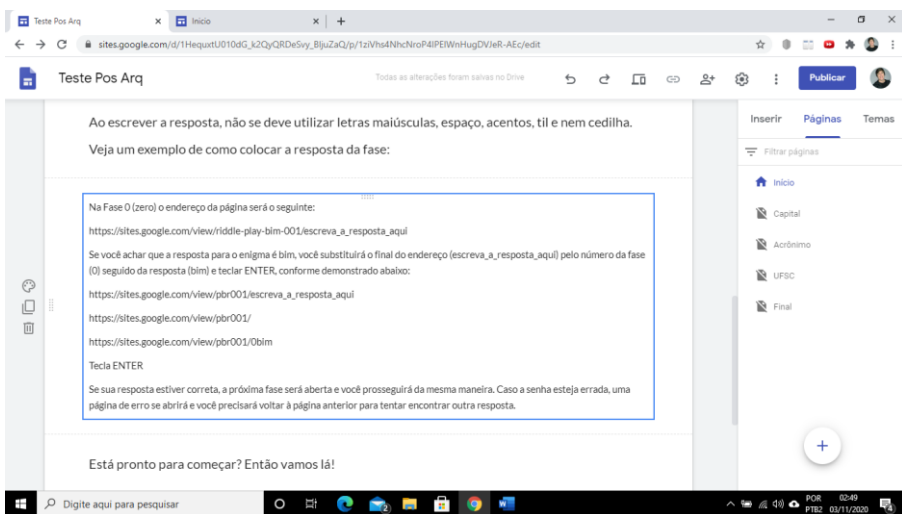 Teste Pos Arq
Inicio
sites.google.com/d/1HequxtU010dG_k2QyQRDeSvy_BljuZaQ/p/1ziVhs4NhcNroP4IPEIWnHugDVJeR-AEc/edit
Teste Pos Arq
Todas as alterações foram salvas no Drive
Publicar
Ao escrever a resposta, não se deve utilizar letras maiúsculas, espaço, acentos, til e nem cedilha.
Veja um exemplo de como colocar a resposta da fase:
Na Fase 0 (zero) o endereço da página será o seguinte:
https://sites.google.com/view/riddle-play-bim-001/escreva_a_resposta_aqui
Se você achar que a resposta para o enigma é bim, você substituirá o final do endereço (escreva_a_resposta_aqui) pelo número da fase
(0) seguido da resposta (bim) e teclar ENTER, conforme demonstrado abaixo:
https://sites.google.com/view/pbr001/escreva_a_resposta_aqui
https://sites.google.com/view/pbr001/
https://sites.google.com/view/pbr001/0bim
Tecla ENTER
Se sua resposta estiver correta, a próxima fase será aberta e você prosseguirá da mesma maneira. Caso a senha esteja errada, uma
página de erro se abrirá e você precisará voltar à página anterior para tentar encontrar outra resposta.
Está pronto para começar? Então vamos lá!
Inserir
Páginas
Temas
Filtrar páginas
Início
Capital
Acrônimo
UFSC
Final
Digite aqui para pesquisar
POR
PTB2
02:49
03/11/2020